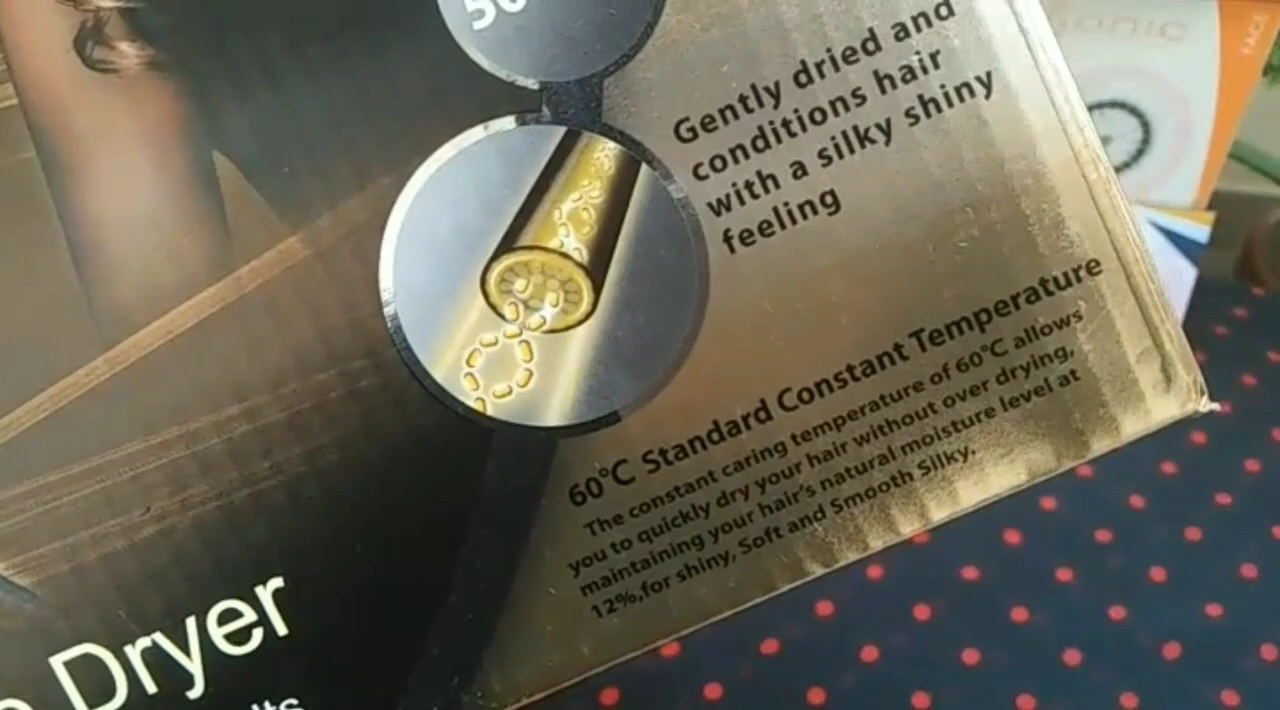 50
Gently dried and
conditions hair
with a silky shiny
feeling
60°C Standard Constant Temperature
The constant caring temperature of 60°C allows
you to quickly dry your hair without over drying,
maintaining your hair's natural moisture level at
12%,for shiny, Soft and Smooth Silky.
Dryer